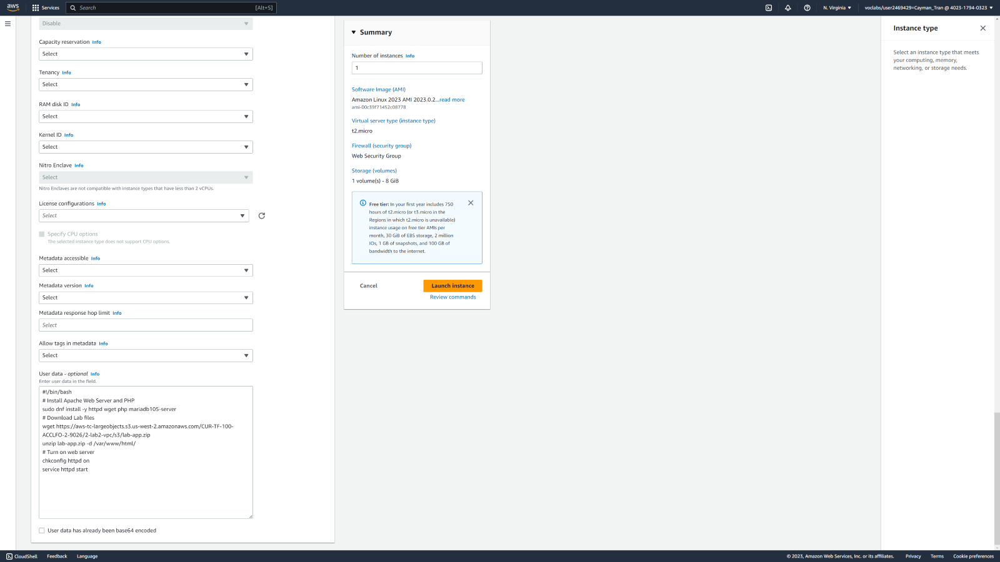 aws
Services
Search
[Alt+S]
N. Virginia
voclabs/user2469429=Cayman_Tran @ 4023-1794-0323
Disable
Capacity reservation Info
Select
Tenancy Info
Select
RAM disk ID Info
Select
Kernel ID Info
Select
Nitro Enclave Info
Select
Nitro Enclaves are not compatible with instance types that have less than 2 vCPUs.
License configurations Info
Select
Specify CPU options
The selected instance type does not support CPU options.
Metadata accessible Info
Select
Metadata version Info
Select
Metadata response hop limit Info
Select
Allow tags in metadata Info
Select
User data - optional Info
Enter user data in the field.
#!/bin/bash
# Install Apache Web Server and PHP
sudo dnf install -y httpd wget php mariadb105-server
# Download Lab files
wget https://aws-tc-largeobjects.s3.us-west-2.amazonaws.com/CUR-TF-100-
ACCLFO-2-9026/2-lab2-vpc/s3/lab-app.zip
unzip lab-app.zip -d /var/www/html/
# Turn on web server
chkconfig httpd on
service httpd start
User data has already been base64 encoded
Summary
Number of instances Info
1
Software Image (AMI)
Amazon Linux 2023 AMI 2023.0.2...read more
ami-00c39f71452c08778
Virtual server type (instance type)
t2.micro
Firewall (security group)
Web Security Group
Storage (volumes)
1 volume(s) - 8 GiB
Free tier: In your first year includes 750
hours of t2.micro (or t3.micro in the
Regions in which t2.micro is unavailable)
instance usage on free tier AMIs per
month, 30 GiB of EBS storage, 2 million
IOs, 1 GB of snapshots, and 100 GB of
bandwidth to the internet.
Cancel
Launch instance
Review commands
Instance type
Select an instance type that meets
your computing, memory,
networking, or storage needs.
CloudShell
Feedback
Language
© 2023, Amazon Web Services, Inc. or its affiliates.
Privacy
Terms
Cookie preferences